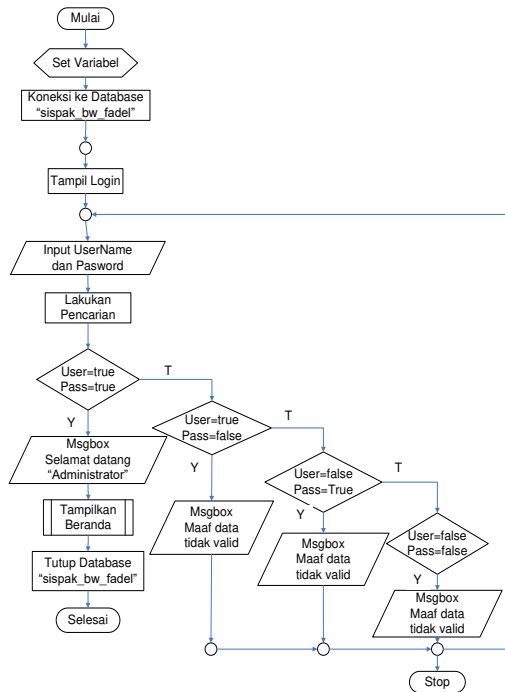 Mulai
Set Variabel
Koneksi ke Database
“sispak_bw_fadel”
Tampil Login
Input UserName
dan Pasword
Lakukan
Pencarian
User=true
Pass=true
T
Y
User=true
Pass=false
T
Y
User=false
Pass=True
T
Y
User=false
Pass=false
Y
Msgbox
Selamat datang
“Administrator”
Tampilkan
Beranda
Tutup Database
“sispak_bw_fadel”
Selesai
Msgbox
Maaf data
tidak valid
Msgbox
Maaf data
tidak valid
Msgbox
Maaf data
tidak valid
Stop